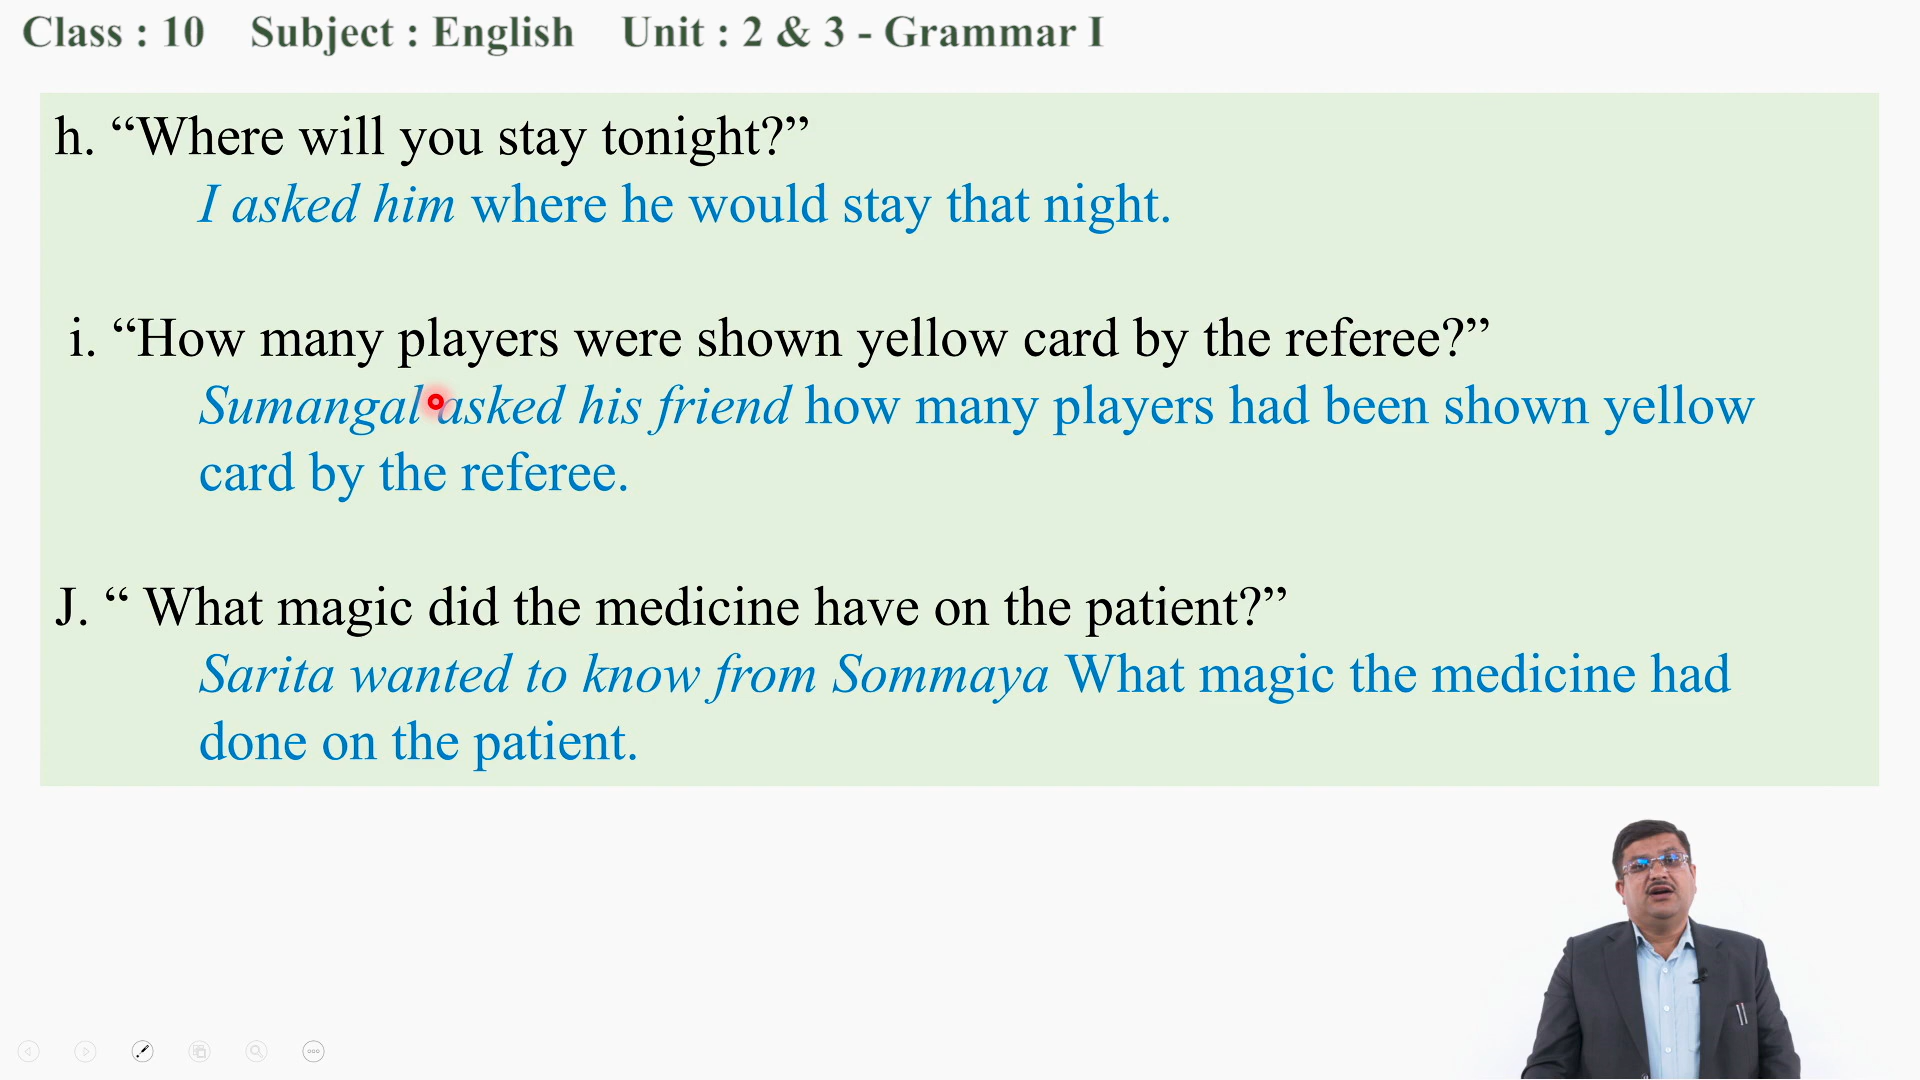 Class : 10 Subject : English Unit : 2 & 3 - Grammar I
h. “Where will you stay tonight?”
I asked him where he would stay that night.
i. “How many players were shown yellow card by the referee?”
Sumangal asked his friend how many players had been shown yellow
card by the referee.
J. “ What magic did the medicine have on the patient?”
Sarita wanted to know from Sommaya What magic the medicine had
done on the patient.